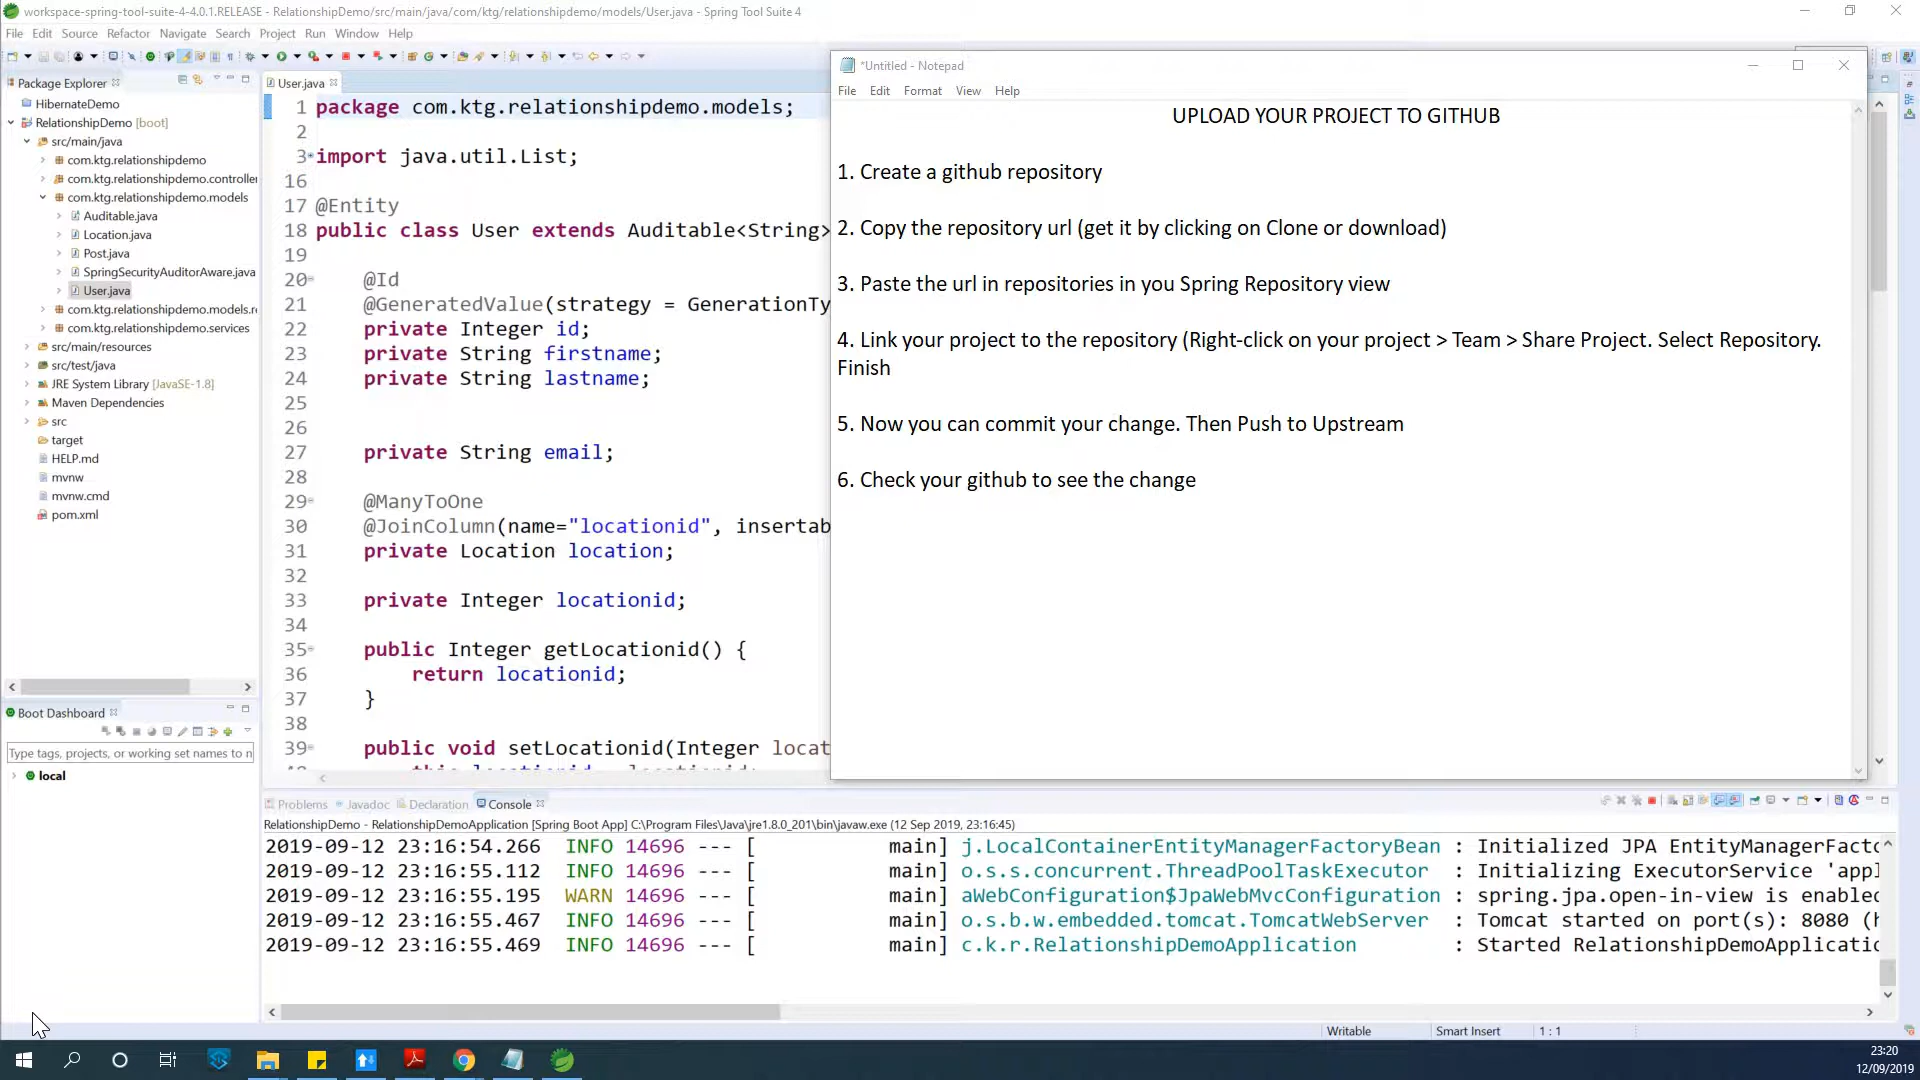 workspace-spring-tool-suite-4-4.0.1.RELEASE - RelationshipDemo/src/main/java/com/ktg/relationshipdemo/models/User.java - Spring Tool Suite 4
File Edit Source Refactor Navigate Search Project Run Window Help
Package Explorer
HibernateDemo
RelationshipDemo [boot]
src/main/java
com.ktg.relationshipdemo
com.ktg.relationshipdemo.controlle
com.ktg.relationshipdemo.models
Auditable.java
Location.java
Post.java
SpringSecurityAuditorAware.java
User.java
com.ktg.relationshipdemo.models.r
com.ktg.relationshipdemo.services
src/main/resources
src/test/java
JRE System Library [JavaSE-1.8]
Maven Dependencies
src
target
HELP.md
mvnw
mvnw.cmd
pom.xml
Boot Dashboard
Type tags, projects, or working set names to n
local
User.java
1 package com.ktg.relationshipdemo.models;
2
3 import java.util.List;
16
17 @Entity
18 public class User extends Auditable<String>
19
20 @Id
21 @GeneratedValue(strategy = GenerationTy
22 private Integer id;
23 private String firstname;
24 private String lastname;
25
26
27 private String email;
28
29 @ManyToOne
30 @JoinColumn(name="locationid", insertab
31 private Location location;
32
33 private Integer locationid;
34
35 public Integer getLocationid() {
36 return locationid;
37 }
38
39 public void setLocationid(Integer locat
*Untitled - Notepad
File Edit Format View Help
UPLOAD YOUR PROJECT TO GITHUB
1. Create a github repository
2. Copy the repository url (get it by clicking on Clone or download)
3. Paste the url in repositories in you Spring Repository view
4. Link your project to the repository (Right-click on your project > Team > Share Project. Select Repository.
Finish
5. Now you can commit your change. Then Push to Upstream
6. Check your github to see the change
Problems Javadoc Declaration Console
RelationshipDemo - RelationshipDemoApplication [Spring Boot App] C:\Program Files\Java\jre1.8.0_201\bin\javaw.exe (12 Sep 2019, 23:16:45)
2019-09-12 23:16:54.266 INFO 14696 --- [ main] j.LocalContainerEntityManagerFactoryBean : Initialized JPA EntityManagerFacto
2019-09-12 23:16:55.112 INFO 14696 --- [ main] o.s.s.concurrent.ThreadPoolTaskExecutor : Initializing ExecutorService 'appl
2019-09-12 23:16:55.195 WARN 14696 --- [ main] aWebConfiguration$JpaWebMvcConfiguration : spring.jpa.open-in-view is enabled
2019-09-12 23:16:55.467 INFO 14696 --- [ main] o.s.b.w.embedded.tomcat.TomcatWebServer : Tomcat started on port(s): 8080 (h
2019-09-12 23:16:55.469 INFO 14696 --- [ main] c.k.r.RelationshipDemoApplication : Started RelationshipDemoApplicatio
Writable Smart Insert 1 : 1
23:20
12/09/2019